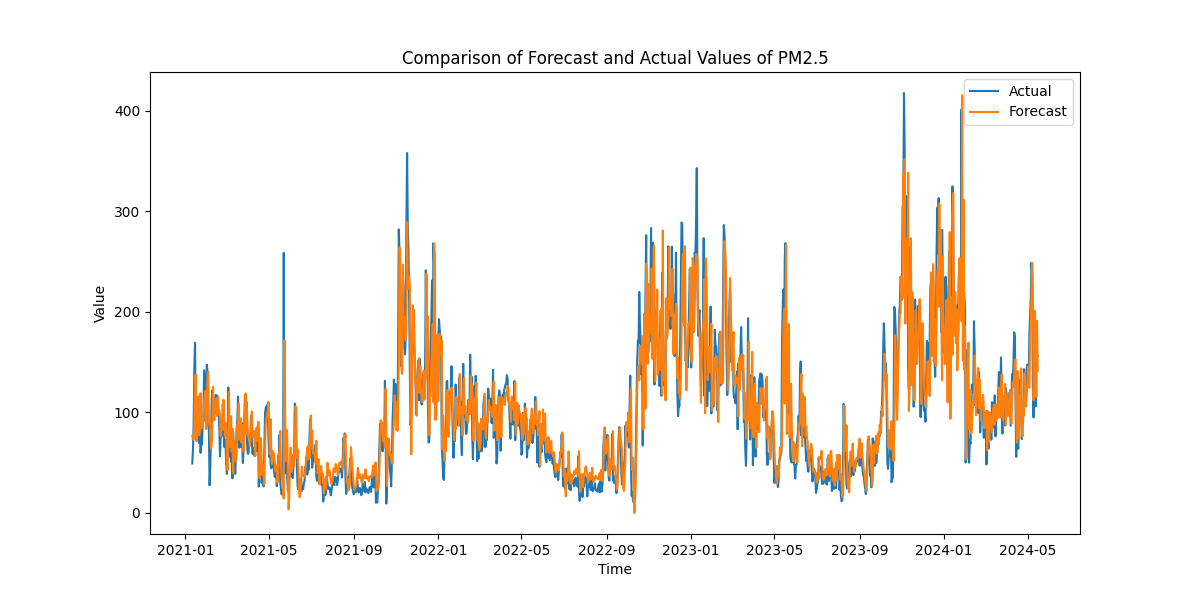 Comparison of Forecast and Actual Values of PM2.5
Actual
Forecast
400
300
200
100
0
Value
2021-01 2021-05 2021-09 2022-01 2022-05 2022-09 2023-01 2023-05 2023-09 2024-01 2024-05
Time